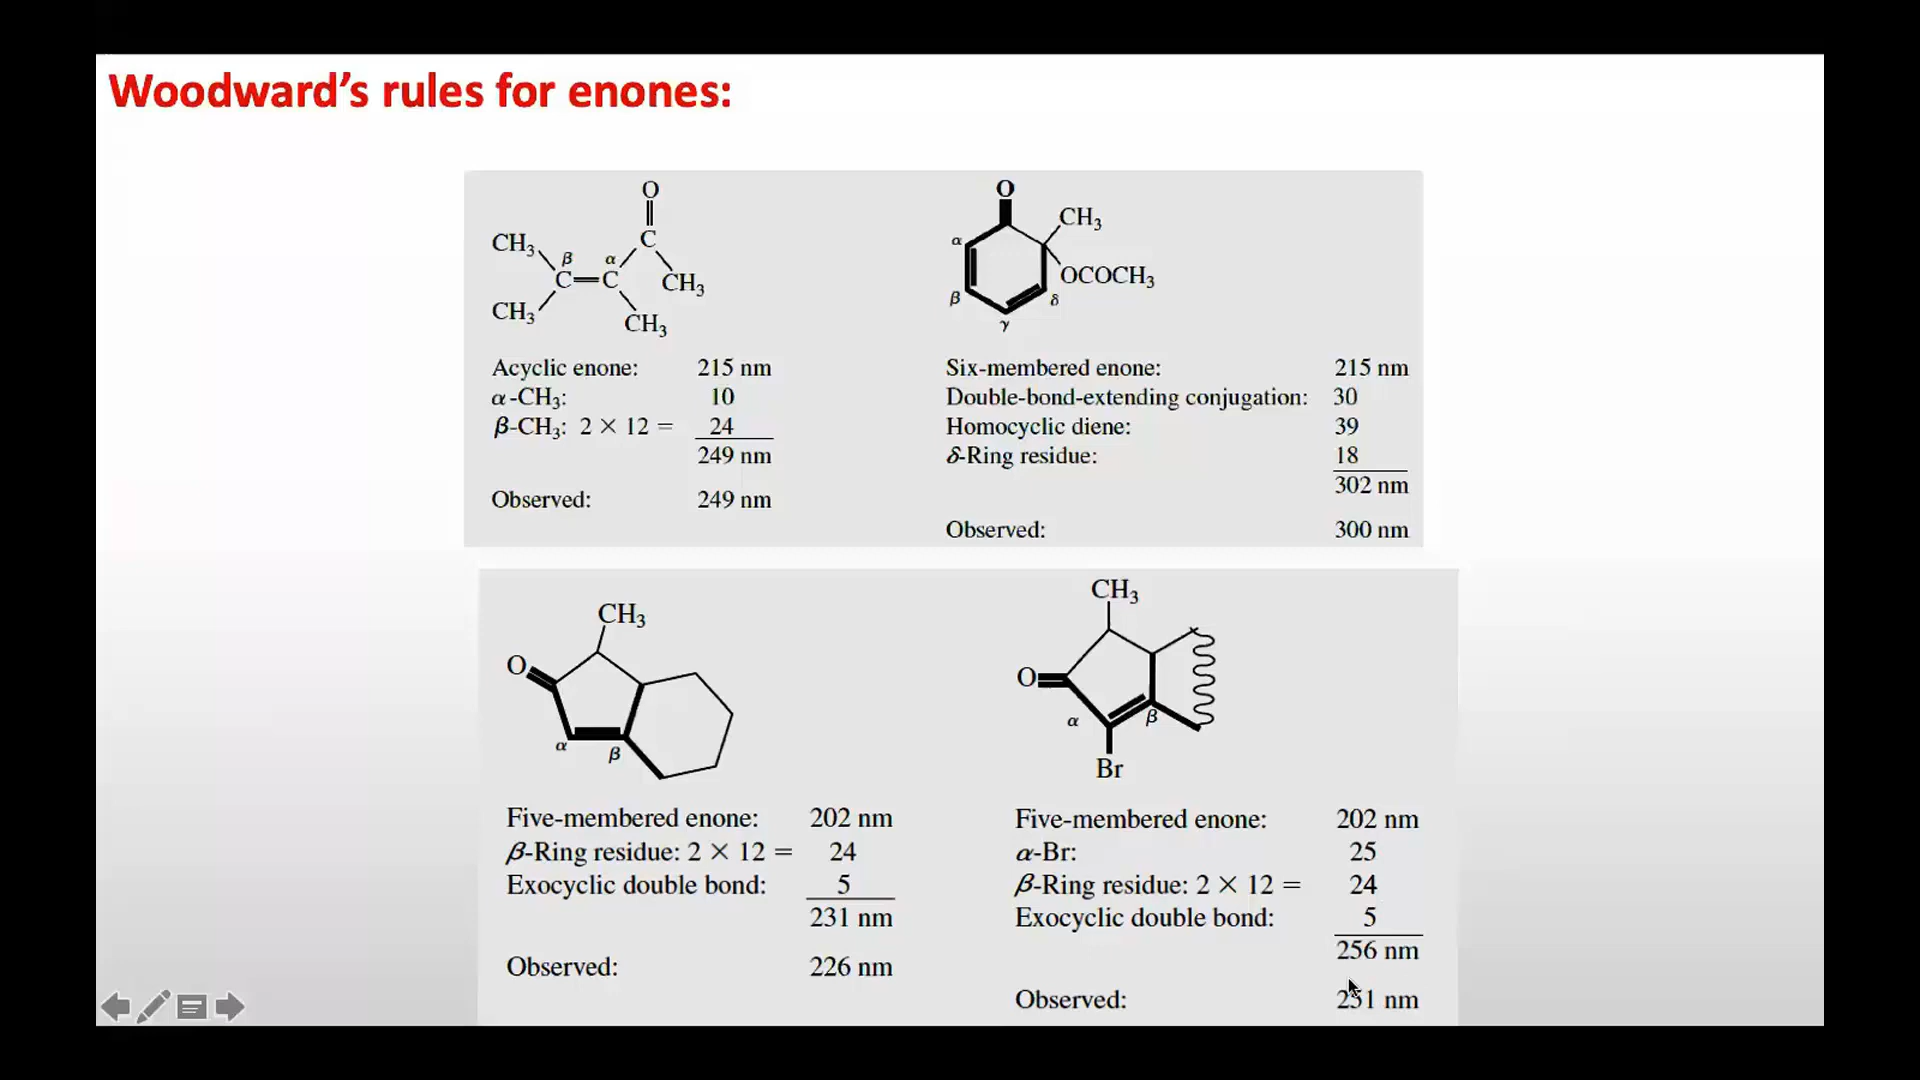 Woodward's rules for enones:
O
C
CH₃
β
α
C=C
CH₃
CH₃
CH₃
Acyclic enone: 215 nm
α-CH₃: 10
β-CH₃: 2 × 12 = 24
249 nm
Observed: 249 nm
O
CH₃
α
OCOCH₃
β
δ
γ
Six-membered enone: 215 nm
Double-bond-extending conjugation: 30
Homocyclic diene: 39
δ-Ring residue: 18
302 nm
Observed: 300 nm
CH₃
O
α
β
Five-membered enone: 202 nm
β-Ring residue: 2 × 12 = 24
Exocyclic double bond: 5
231 nm
Observed: 226 nm
CH₃
O
α
β
Br
Five-membered enone: 202 nm
α-Br: 25
β-Ring residue: 2 × 12 = 24
Exocyclic double bond: 5
256 nm
Observed: 251 nm